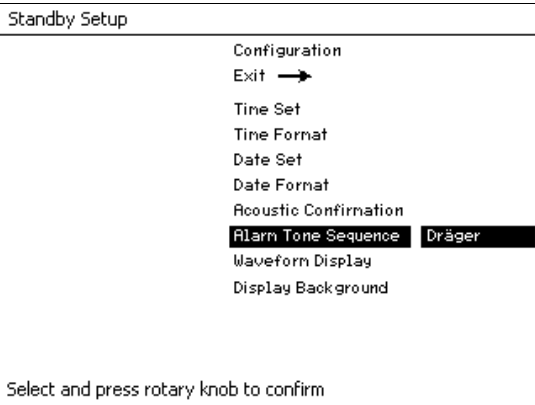 Standby Setup
Configuration
Exit
Time Set
Time Format
Date Set
Date Format
Acoustic Confirmation
Alarm Tone Sequence Dräger
Waveform Display
Display Background
Select and press rotary knob to confirm